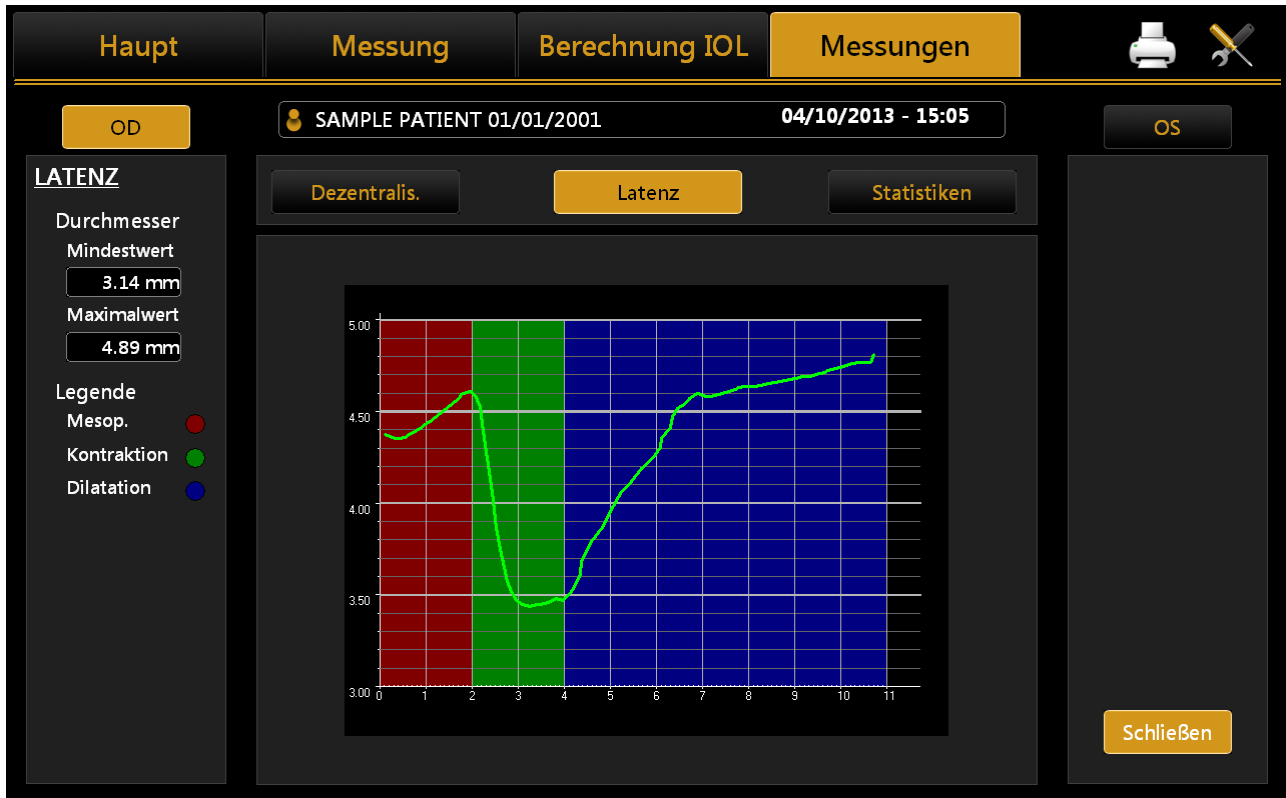 Haupt
Messung
Berechnung IOL
Messungen
OD
SAMPLE PATIENT 01/01/2001
04/10/2013 - 15:05
OS
LATENZ
Durchmesser
Mindestwert
3.14 mm
Maximalwert
4.89 mm
Legende
Mesop.
Kontraktion
Dilatation
Dezentralis.
Latenz
Statistiken
5.00
4.50
4.00
3.50
3.00
0 1 2 3 4 5 6 7 8 9 10 11
Schließen